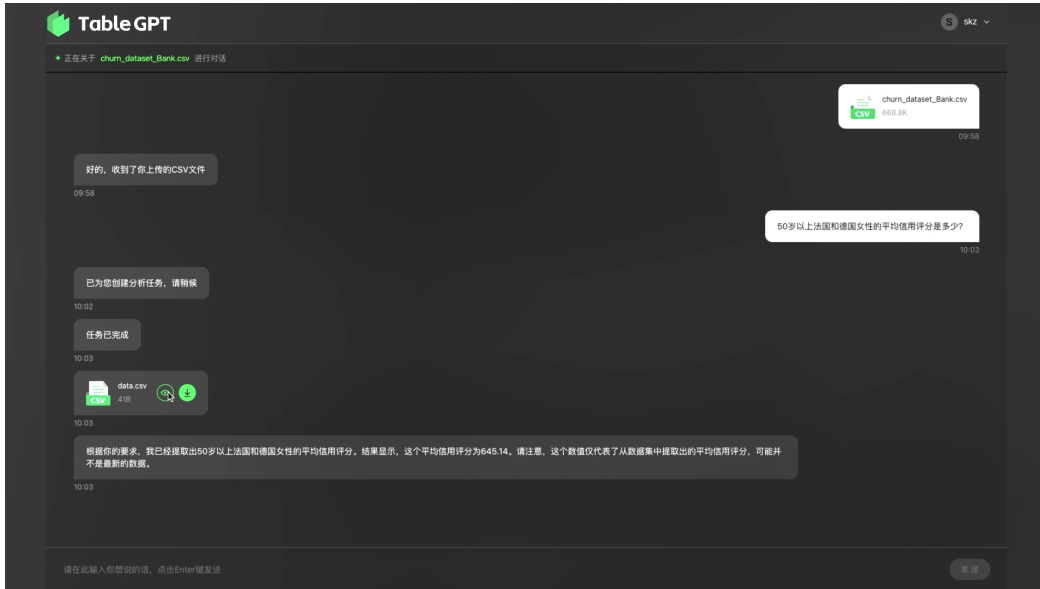 Table GPT
S skz
正在关于 churn_dataset_Bank.csv 进行对话
churn_dataset_Bank.csv
CSV 668.8K
09:58
好的，收到了你上传的CSV文件
09:58
50岁以上法国和德国女性的平均信用评分是多少?
10:03
已为您创建分析任务，请稍候
10:02
任务已完成
10:03
data.csv
CSV 41B
10:03
根据你的要求，我已经提取出50岁以上法国和德国女性的平均信用评分。结果显示，这个平均信用评分为645.14。请注意，这个数值仅代表了从数据集中提取出的平均信用评分，可能并
不是最新的数据。
10:03
请在此输入你想说的话，点击Enter键发送
发 送